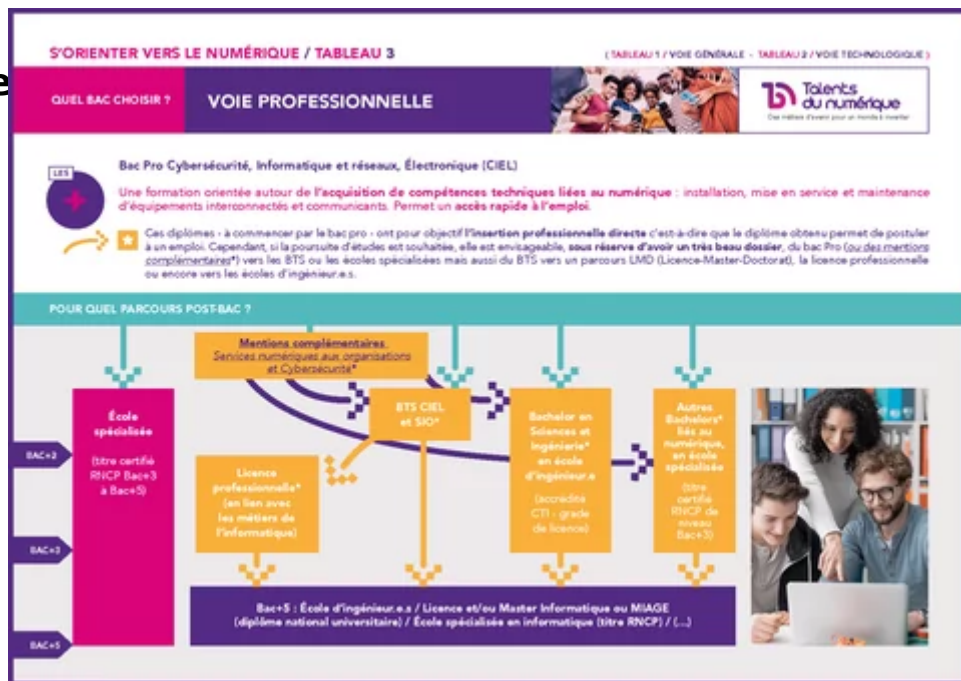 S'ORIENTER VERS LE NUMÉRIQUE / TABLEAU 3
( TABLEAU 1 / VOIE GÉNÉRALE - TABLEAU 2 / VOIE TECHNOLOGIQUE )
e
QUEL BAC CHOISIR ?
VOIE PROFESSIONNELLE
Talents
du numérique
Des métiers d'avenir pour un monde à inventer
LES
+
Bac Pro Cybersécurité, Informatique et réseaux, Électronique (CIEL)
Une formation orientée autour de l'acquisition de compétences techniques liées au numérique : installation, mise en service et maintenance
d'équipements interconnectés et communicants. Permet un accès rapide à l'emploi.
Ces diplômes - à commencer par le bac pro - ont pour objectif l'insertion professionnelle directe c'est-à-dire que le diplôme obtenu permet de postuler
à un emploi. Cependant, si la poursuite d'études est souhaitée, elle est envisageable, sous réserve d'avoir un très beau dossier, du bac Pro (ou des mentions
complémentaires*) vers les BTS ou les écoles spécialisées mais aussi du BTS vers un parcours LMD (Licence-Master-Doctorat), la licence professionnelle
ou encore vers les écoles d'ingénieur.e.s.
POUR QUEL PARCOURS POST-BAC ?
Mentions complémentaires
Services numériques aux organisations
et Cybersécurité*
École
spécialisée
(titre certifié
RNCP Bac+3
à Bac+5)
BTS CIEL
et SIO*
Licence
professionnelle*
(en lien avec
les métiers de
l'informatique)
Bachelor en
Sciences et
Ingénierie*
en école
d'ingénieur.e
(accrédité
CTI - grade
de licence)
Autres
Bachelors*
liés au
numérique,
en école
spécialisée
(titre
certifié
RNCP de
niveau
Bac+3)
BAC+2
BAC+3
BAC+5
Bac+5 : École d'ingénieur.e.s / Licence et/ou Master Informatique ou MIAGE
(diplôme national universitaire) / École spécialisée en informatique (titre RNCP) / (...)